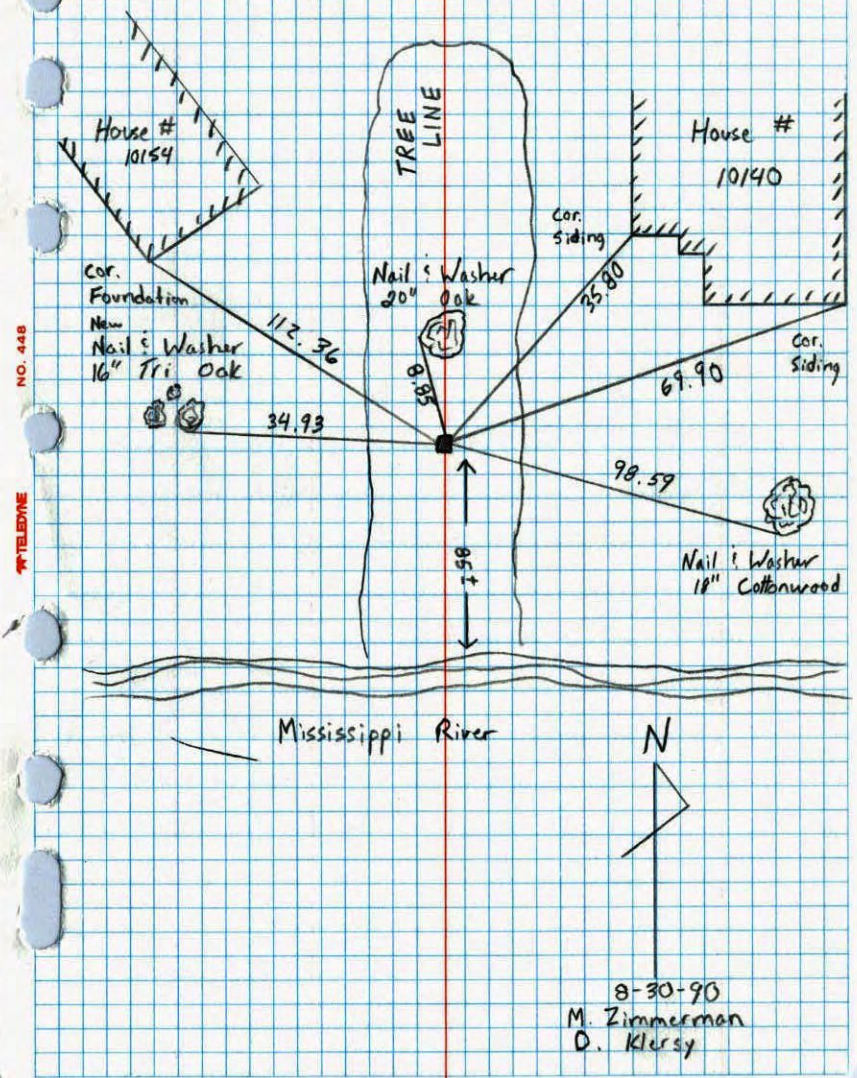 House #
10154
TREE
LINE
House #
10140
cor.
Siding
cor.
Foundation
Nail & Washer
20" Oak
35.80
112.36
New
Nail & Washer
16" Tri Oak
8.85
69.90
cor.
Siding
34.93
98.59
85±
Nail & Washer
18" Cottonwood
Mississippi River
N
8-30-90
M. Zimmerman
D. Klersy
NO. 448
TELEDYNE